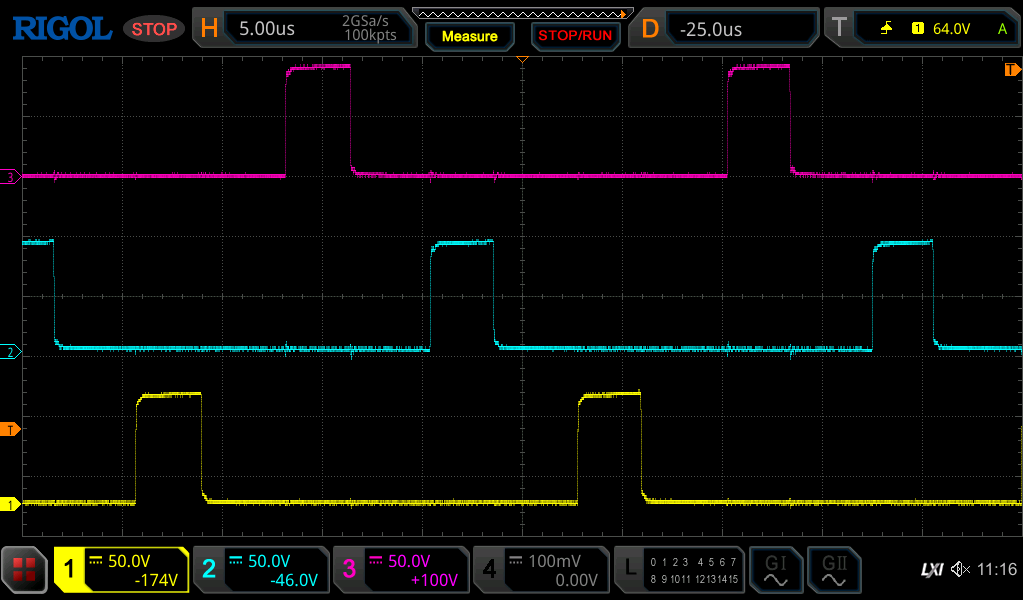 RIGOL STOP H 5.00us 2GSa/s 100kpts Measure STOP/RUN D -25.0us T 1 64.0V A
T
3
2
T
1
1 50.0V -174V 2 50.0V -46.0V 3 50.0V +100V 4 100mV 0.00V L 0 1 2 3 4 5 6 7 8 9 10 11 12 13 14 15 GI GII LXI 11:16